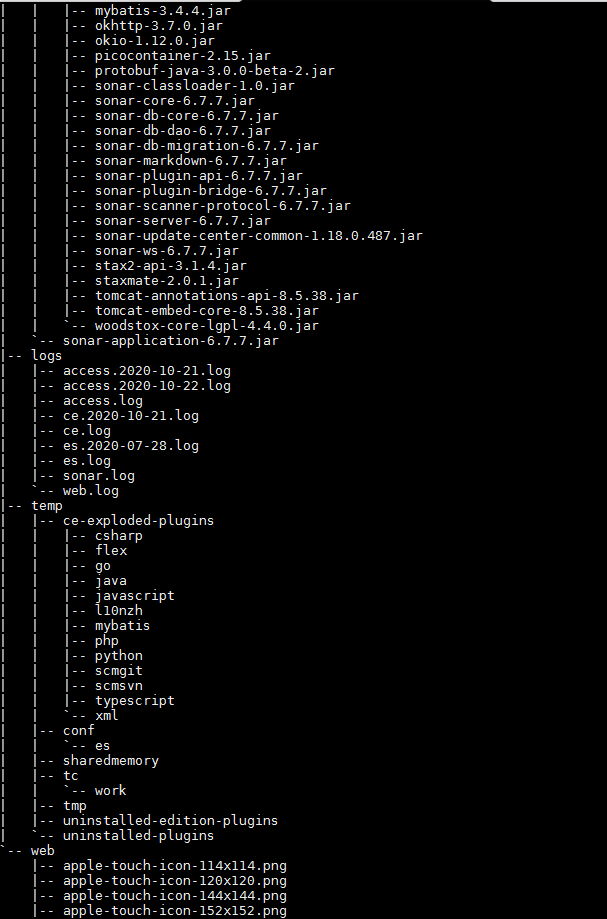 |   |   |-- mybatis-3.4.4.jar
|   |   |-- okhttp-3.7.0.jar
|   |   |-- okio-1.12.0.jar
|   |   |-- picocontainer-2.15.jar
|   |   |-- protobuf-java-3.0.0-beta-2.jar
|   |   |-- sonar-classloader-1.0.jar
|   |   |-- sonar-core-6.7.7.jar
|   |   |-- sonar-db-core-6.7.7.jar
|   |   |-- sonar-db-dao-6.7.7.jar
|   |   |-- sonar-db-migration-6.7.7.jar
|   |   |-- sonar-markdown-6.7.7.jar
|   |   |-- sonar-plugin-api-6.7.7.jar
|   |   |-- sonar-plugin-bridge-6.7.7.jar
|   |   |-- sonar-scanner-protocol-6.7.7.jar
|   |   |-- sonar-server-6.7.7.jar
|   |   |-- sonar-update-center-common-1.18.0.487.jar
|   |   |-- sonar-ws-6.7.7.jar
|   |   |-- stax2-api-3.1.4.jar
|   |   |-- staxmate-2.0.1.jar
|   |   |-- tomcat-annotations-api-8.5.38.jar
|   |   |-- tomcat-embed-core-8.5.38.jar
|   |   `-- woodstox-core-lgpl-4.4.0.jar
|   `-- sonar-application-6.7.7.jar
|-- logs
|   |-- access.2020-10-21.log
|   |-- access.2020-10-22.log
|   |-- access.log
|   |-- ce.2020-10-21.log
|   |-- ce.log
|   |-- es.2020-07-28.log
|   |-- es.log
|   |-- sonar.log
|   `-- web.log
|-- temp
|   |-- ce-exploded-plugins
|   |   |-- csharp
|   |   |-- flex
|   |   |-- go
|   |   |-- java
|   |   |-- javascript
|   |   |-- l10nzh
|   |   |-- mybatis
|   |   |-- php
|   |   |-- python
|   |   |-- scmgit
|   |   |-- scmsvn
|   |   |-- typescript
|   |   `-- xml
|   |-- conf
|   |   `-- es
|   |-- sharedmemory
|   |-- tc
|   |   `-- work
|   |-- tmp
|   |-- uninstalled-edition-plugins
|   `-- uninstalled-plugins
`-- web
    |-- apple-touch-icon-114x114.png
    |-- apple-touch-icon-120x120.png
    |-- apple-touch-icon-144x144.png
    |-- apple-touch-icon-152x152.png